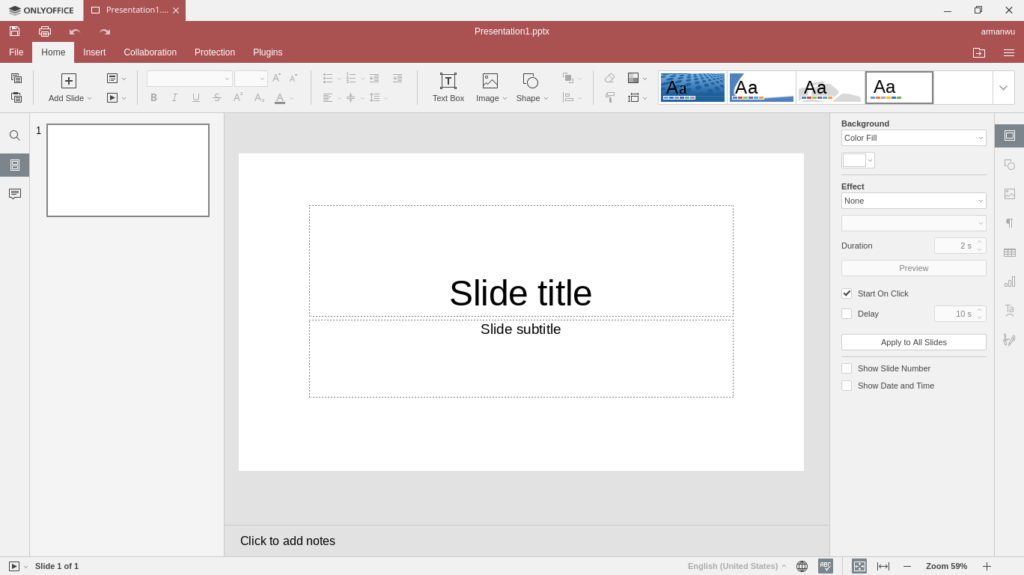 ONLYOFFICE
Presentation1....
Presentation1.pptx
armanwu
File
Home
Insert
Collaboration
Protection
Plugins
Add Slide
B
I
U
S
A
A
A
A
A
Text Box
Image
Shape
Aa
Aa
Aa
Aa
1
Slide title
Slide subtitle
Click to add notes
Background
Color Fill
Effect
None
Duration
2 s
Preview
Start On Click
Delay
10 s
Apply to All Slides
Show Slide Number
Show Date and Time
Slide 1 of 1
English (United States)
ABC
Zoom 59%